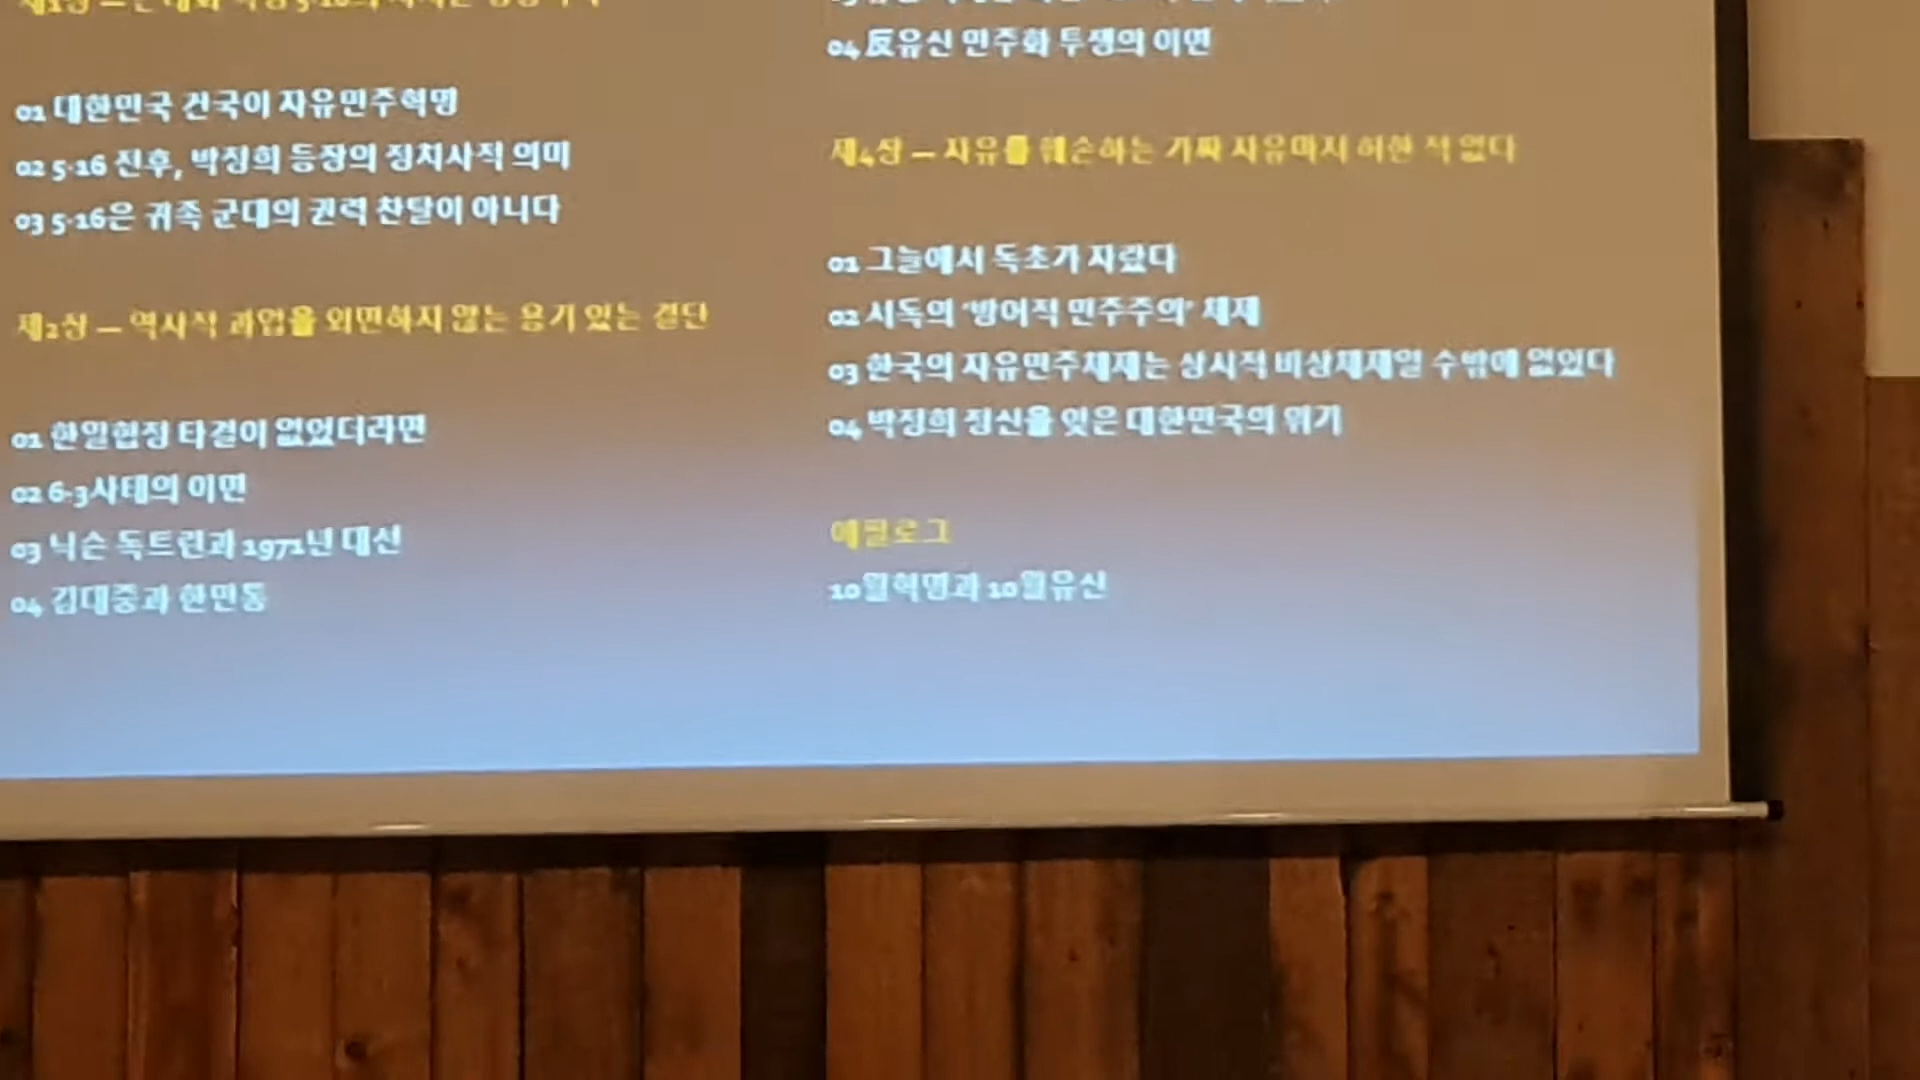 01 대한민국 건국이 자유민주혁명
02 5·16 전후, 박정희 등장의 정치사적 의미
03 5·16은 귀족 군대의 권력 찬탈이 아니다
제2장 — 역사적 과업을 외면하지 않는 용기 있는 결단
01 한일협정 타결이 없었더라면
02 6·3사태의 이면
03 닉슨 독트린과 1971년 대선
04 김대중과 한민통
04 反유신 민주화 투쟁의 이면
제4장 — 자유를 훼손하는 가짜 자유마저 허한 적 없다
01 그늘에서 독초가 자랐다
02 서독의 '방어적 민주주의' 체제
03 한국의 자유민주체제는 상시적 비상체제일 수밖에 없었다
04 박정희 정신을 잊은 대한민국의 위기
에필로그
10월혁명과 10월유신